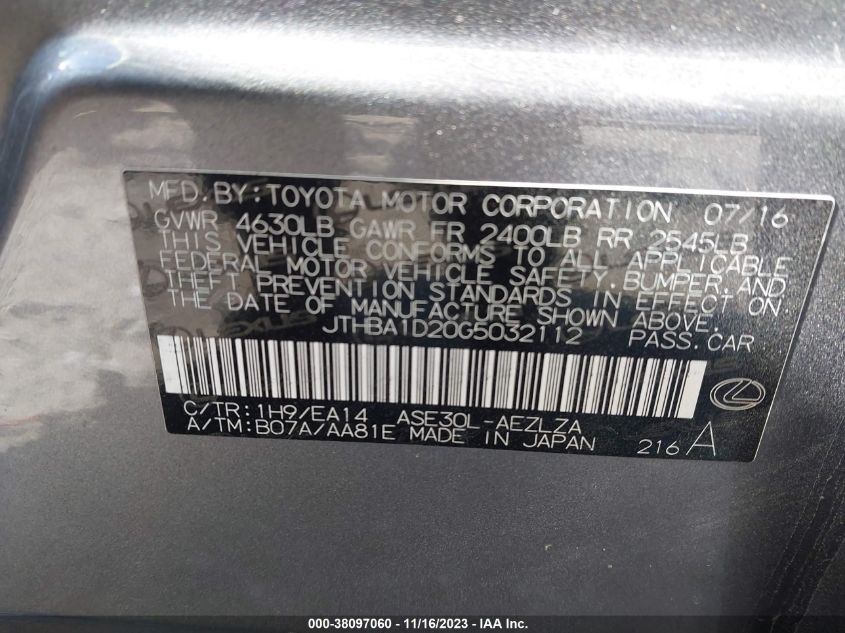 MFD.BY:TOYOTA MOTOR CORPORATION 07/16
GVWR 4630LB GAWR FR 2400LB RR 2545LB
THIS VEHICLE CONFORMS TO ALL APPLICABLE
FEDERAL MOTOR VEHICLE SAFETY,BUMPER,AND
THEFT PREVENTION STANDARDS IN EFFECT ON
THE DATE OF MANUFACTURE SHOWN ABOVE.
JTHBA1D20G5032112 PASS.CAR
C/TR:1H9/EA14 ASE30L-AEZLZA
A/TM:B07A/AA81E MADE IN JAPAN 216 A
000-38097060 - 11/16/2023 - IAA Inc.